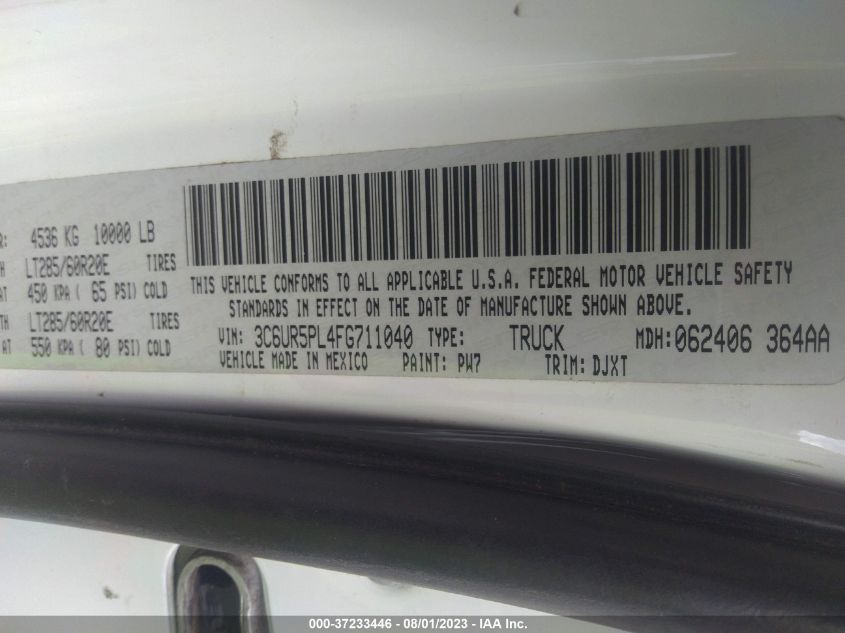 R: 4536 KG 10000 LB
TH LT285/60R20E TIRES
AT 450 KPA ( 65 PSI) COLD
TH LT285/60R20E TIRES
AT 550 KPA ( 80 PSI) COLD
THIS VEHICLE CONFORMS TO ALL APPLICABLE U.S.A. FEDERAL MOTOR VEHICLE SAFETY
STANDARDS IN EFFECT ON THE DATE OF MANUFACTURE SHOWN ABOVE.
VIN: 3C6UR5PL4FG711040 TYPE: TRUCK MDH:062406 364AA
VEHICLE MADE IN MEXICO PAINT: PW7 TRIM: DJXT
000-37233446 - 08/01/2023 - IAA Inc.